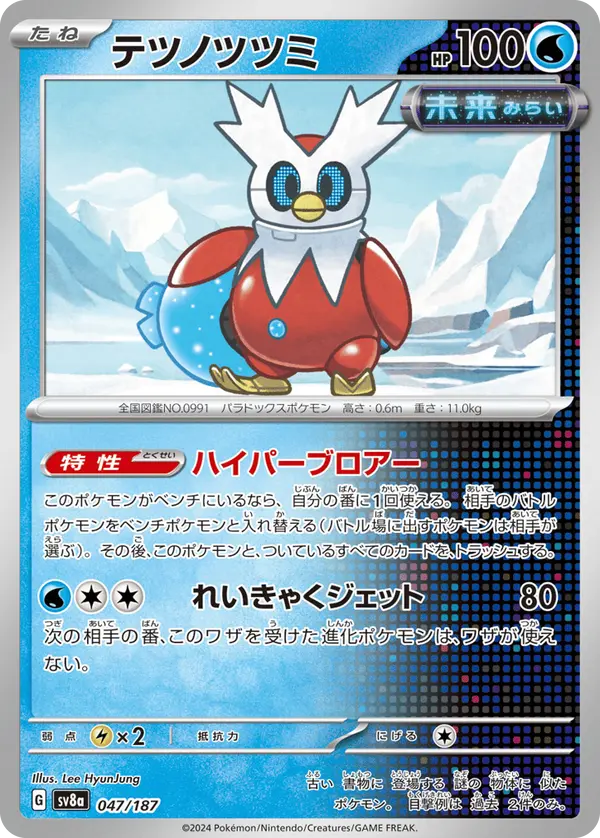 たね テツノツツミ HP 100
未来 みらい
全国図鑑NO.0991 パラドックスポケモン 高さ:0.6m 重さ:11.0kg
特性 とくせい ハイパーブロアー
このポケモンがベンチにいるなら、自分の番に1回使える。相手のバトル
ポケモンをベンチポケモンと入れ替える(バトル場に出すポケモンは相手が
選ぶ)。その後、このポケモンと、ついているすべてのカードを、トラッシュする。
れいきゃくジェット 80
次の相手の番、このワザを受けた進化ポケモンは、ワザが使え
ない。
弱点 ×2 抵抗力 にげる
Illus. Lee HyunJung
G sv8a 047/187
古い 書物に 登場する 謎の 物体に 似た
ポケモン。 目撃例は 過去 2件のみ。
©2024 Pokémon/Nintendo/Creatures/GAME FREAK.